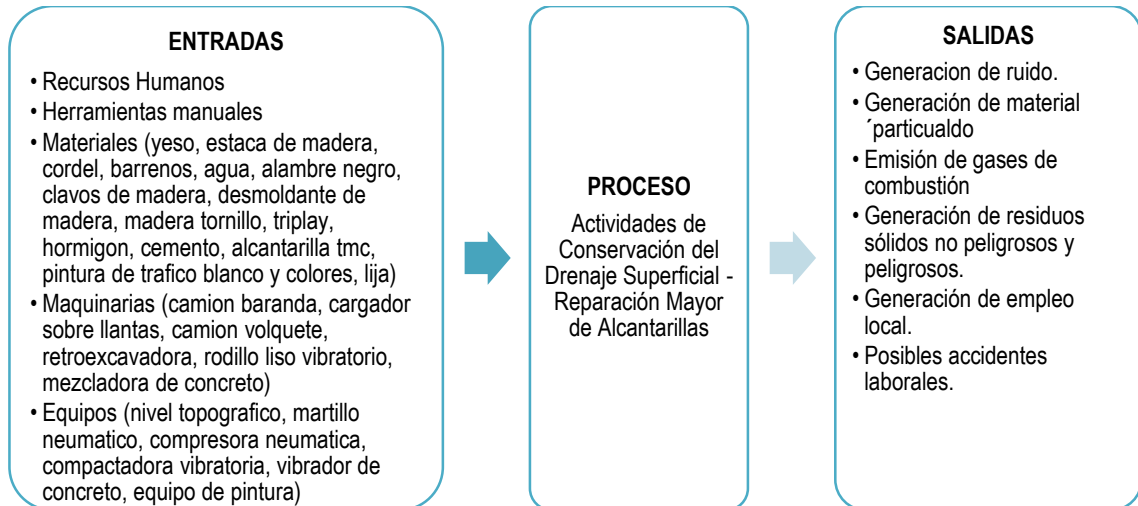 ENTRADAS
• Recursos Humanos
• Herramientas manuales
• Materiales (yeso, estaca de madera,
cordel, barrenos, agua, alambre negro,
clavos de madera, desmoldante de
madera, madera tornillo, triplay,
hormigon, cemento, alcantarilla tmc,
pintura de trafico blanco y colores, lija)
• Maquinarias (camion baranda, cargador
sobre llantas, camion volquete,
retroexcavadora, rodillo liso vibratorio,
mezcladora de concreto)
• Equipos (nivel topografico, martillo
neumatico, compresora neumatica,
compactadora vibratoria, vibrador de
concreto, equipo de pintura)
PROCESO
Actividades de
Conservación del
Drenaje Superficial -
Reparación Mayor
de Alcantarillas
SALIDAS
• Generacion de ruido.
• Generación de material
´particualdo
• Emisión de gases de
combustión
• Generación de residuos
sólidos no peligrosos y
peligrosos.
• Generación de empleo
local.
• Posibles accidentes
laborales.